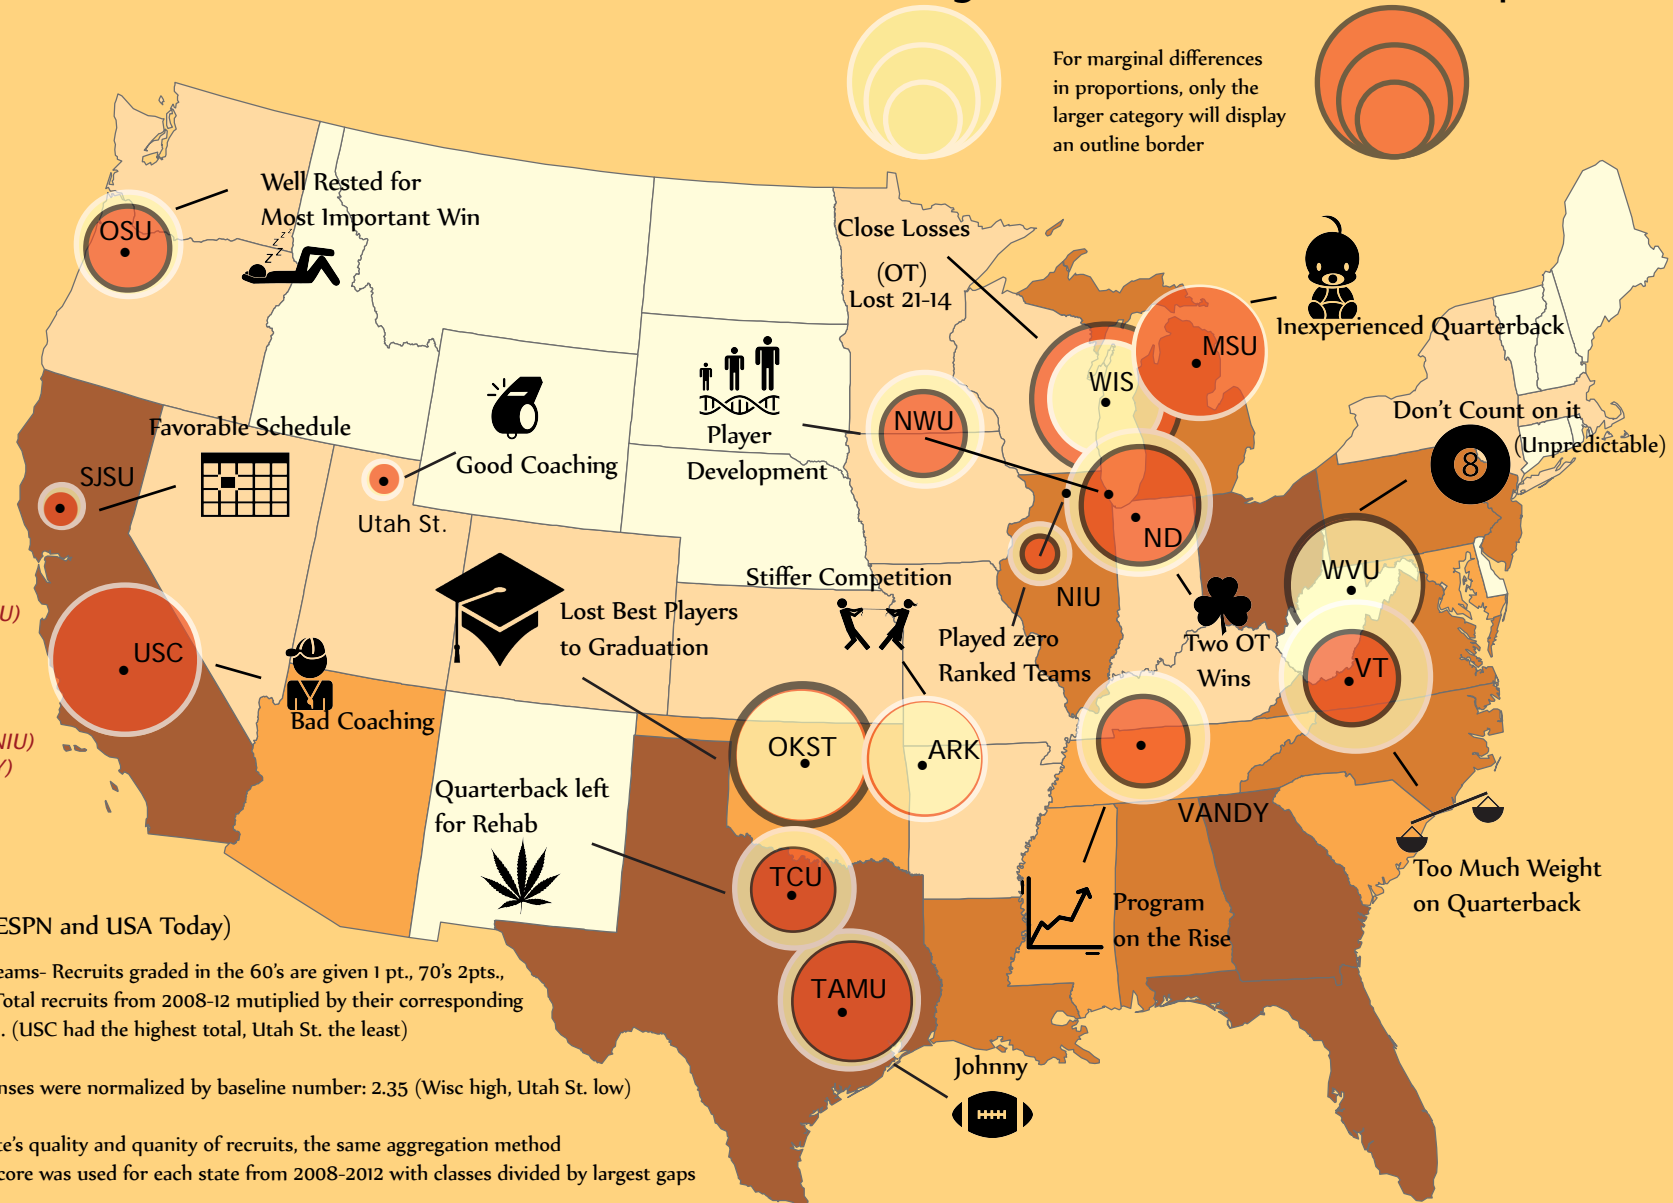 For marginal differences
in proportions, only the
larger category will display
an outline border
Well Rested for
Most Important Win
zzzz
zz
OSU
Close Losses
(OT)
Lost 21-14
Inexperienced Quarterback
MSU
WIS
NWU
Player
Development
Good Coaching
Utah St.
Favorable Schedule
SJSU
Don't Count on it
(Unpredictable)
8
ND
NIU
WVU
VT
Two OT
Wins
Stiffer Competition
Played zero
Ranked Teams
Lost Best Players
to Graduation
USC
Bad Coaching
U)
NIU)
Y)
OKST
ARK
VANDY
Quarterback left
for Rehab
TCU
TAMU
Program
on the Rise
Too Much Weight
on Quarterback
Johnny
ESPN and USA Today)
eams- Recruits graded in the 60's are given 1 pt., 70's 2pts.,
Total recruits from 2008-12 mutiplied by their corresponding
. (USC had the highest total, Utah St. the least)
nses were normalized by baseline number: 2.35 (Wisc high, Utah St. low)
te's quality and quanity of recruits, the same aggregation method
core was used for each state from 2008-2012 with classes divided by largest gaps